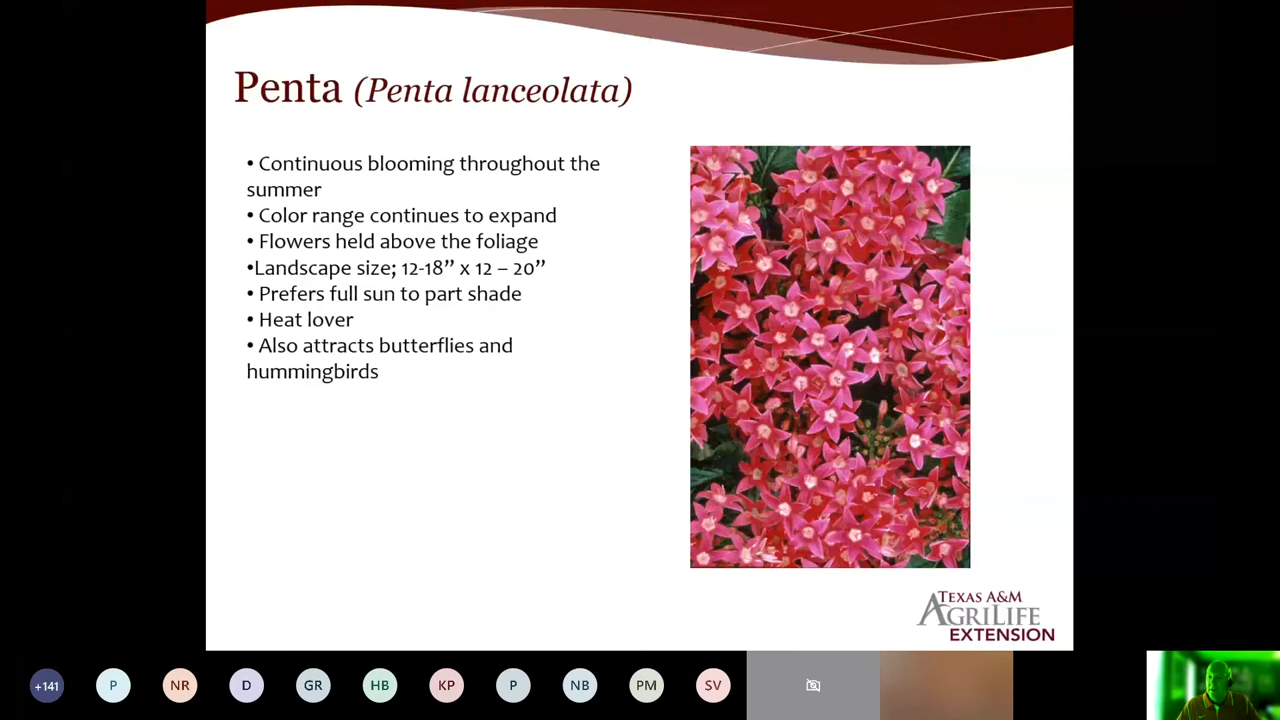 Penta (Penta lanceolata)
• Continuous blooming throughout the
summer
• Color range continues to expand
• Flowers held above the foliage
•Landscape size; 12-18” x 12 – 20”
• Prefers full sun to part shade
• Heat lover
• Also attracts butterflies and
hummingbirds
TEXAS A&M
AGRILIFE
EXTENSION
+141 P NR D GR HB KP P NB PM SV